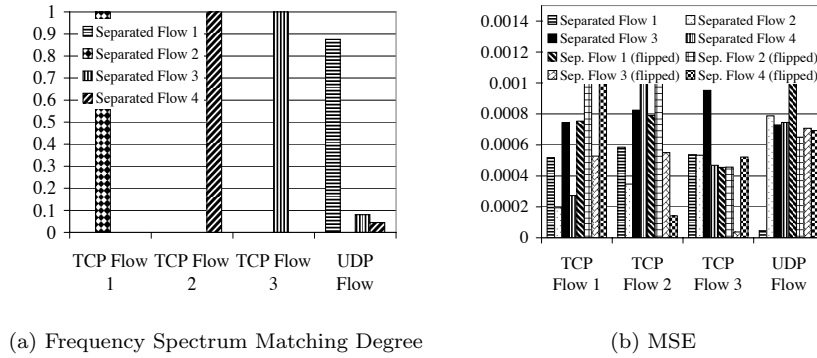 1
0.9
0.8
0.7
0.6
0.5
0.4
0.3
0.2
0.1
0
Separated Flow 1
Separated Flow 2
Separated Flow 3
Separated Flow 4
TCP Flow 1
TCP Flow 2
TCP Flow 3
UDP Flow
(a) Frequency Spectrum Matching Degree
0.0014
0.0012
0.001
0.0008
0.0006
0.0004
0.0002
0
Separated Flow 1
Separated Flow 2
Separated Flow 3
Separated Flow 4
Sep. Flow 1 (flipped)
Sep. Flow 2 (flipped)
Sep. Flow 3 (flipped)
Sep. Flow 4 (flipped)
TCP Flow 1
TCP Flow 2
TCP Flow 3
UDP Flow
(b) MSE